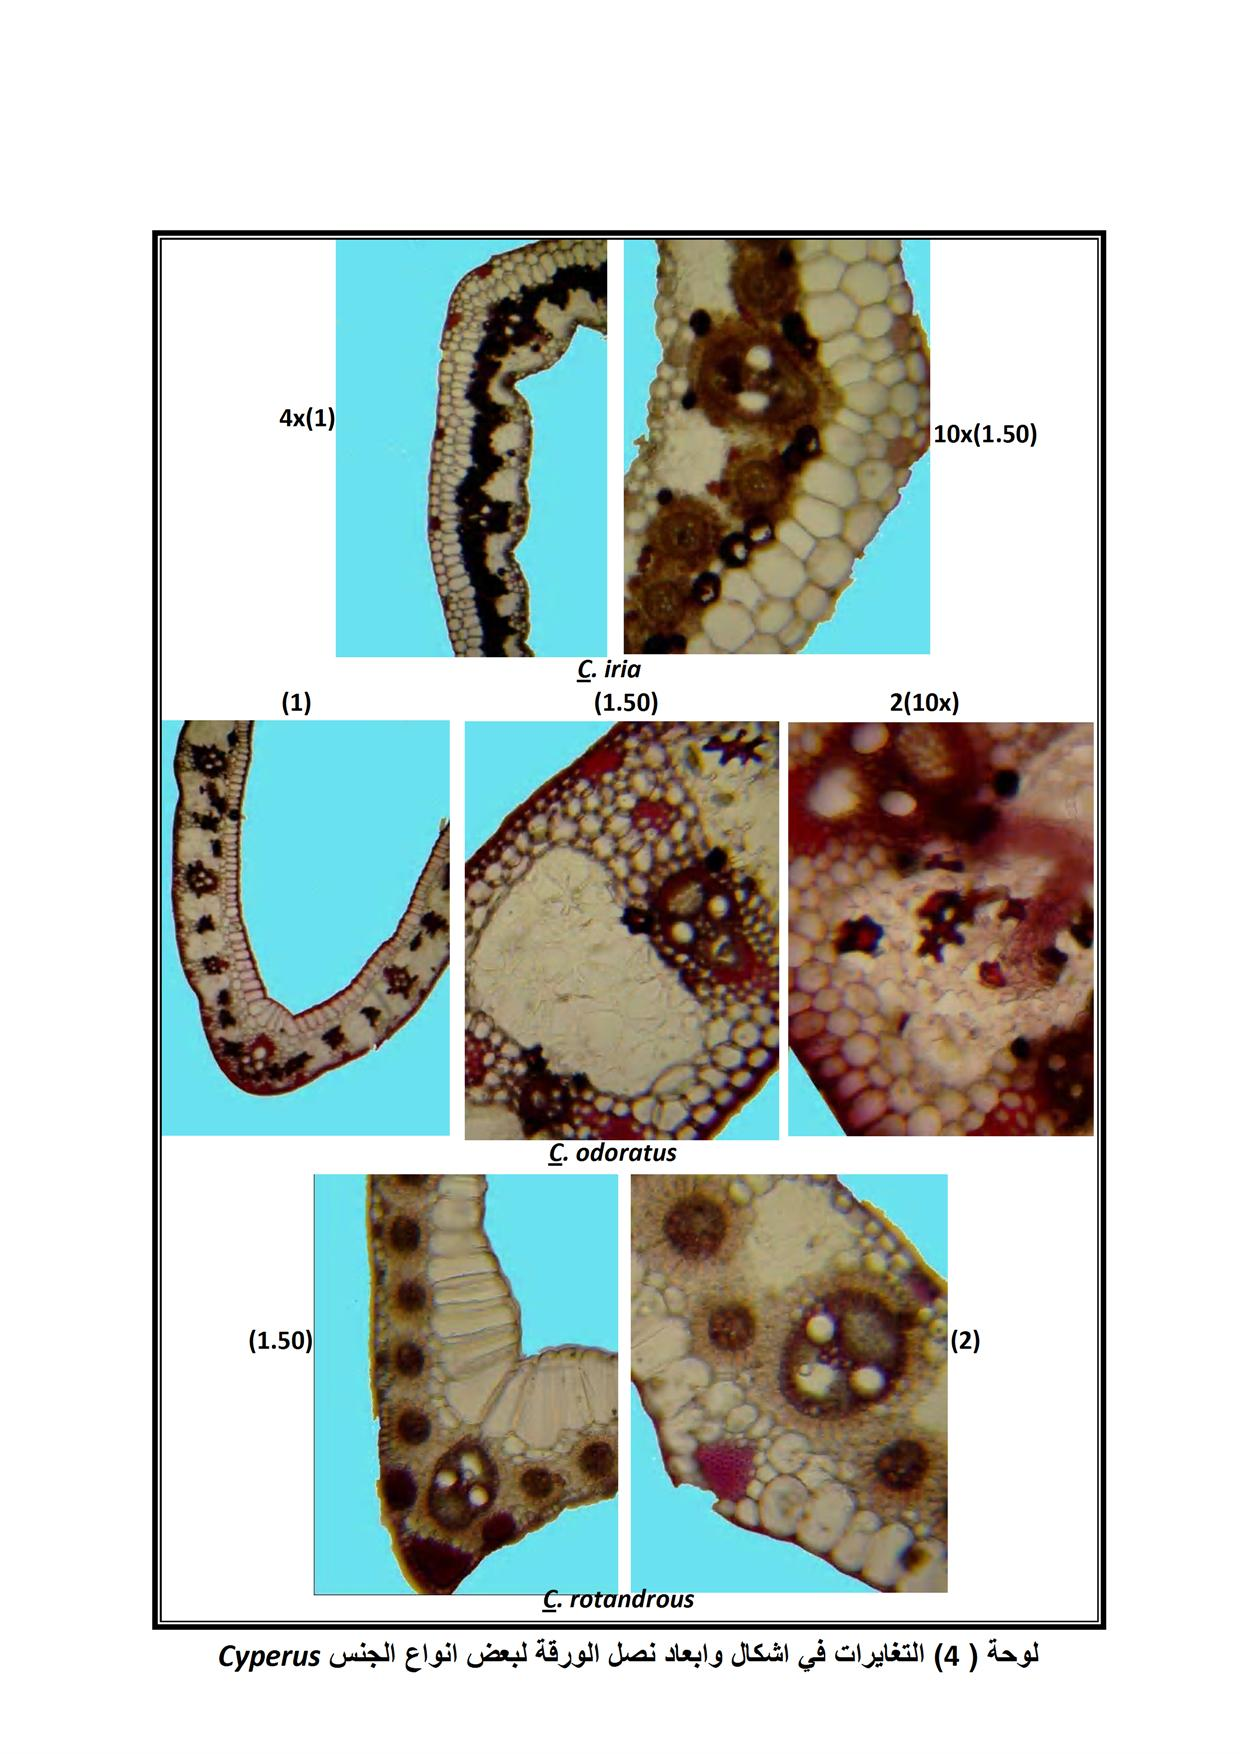 4x(1)
10x(1.50)
C. iria
(1)
(1.50)
2(10x)
C. odoratus
(1.50)
(2)
C. rotandrous
لوحة ( 4) التغايرات في اشكال وابعاد نصل الورقة لبعض انواع الجنس Cyperus